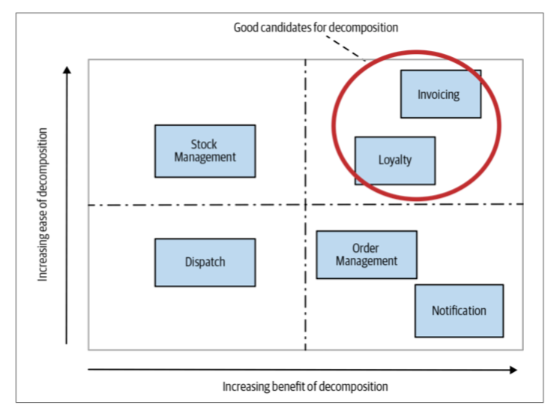 Good candidates for decomposition
Invoicing
Stock
Management
Loyalty
Increasing ease of decomposition
Dispatch
Order
Management
Notification
Increasing benefit of decomposition